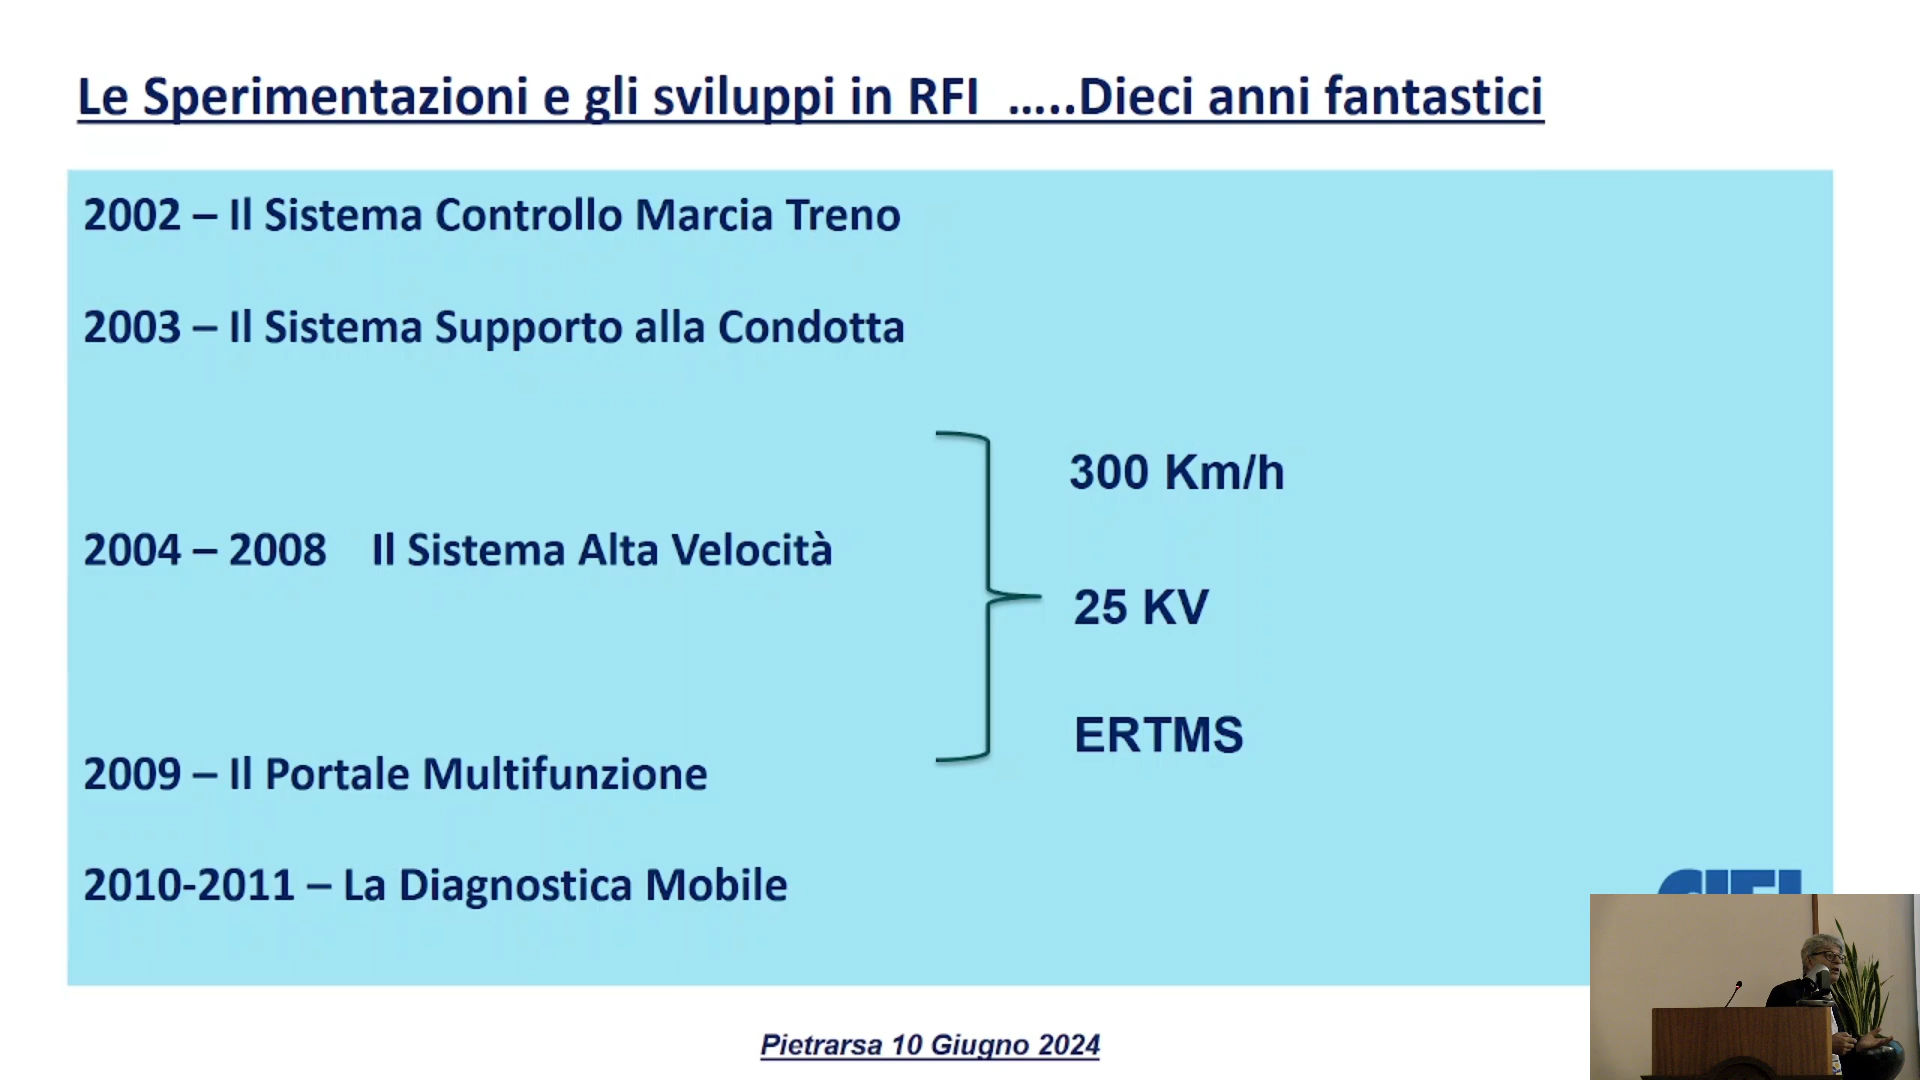 Le Sperimentazioni e gli sviluppi in RFI …..Dieci anni fantastici
2002 – Il Sistema Controllo Marcia Treno
2003 – Il Sistema Supporto alla Condotta
300 Km/h
2004 – 2008 Il Sistema Alta Velocità
25 KV
ERTMS
2009 – Il Portale Multifunzione
2010-2011 – La Diagnostica Mobile
Pietrarsa 10 Giugno 2024